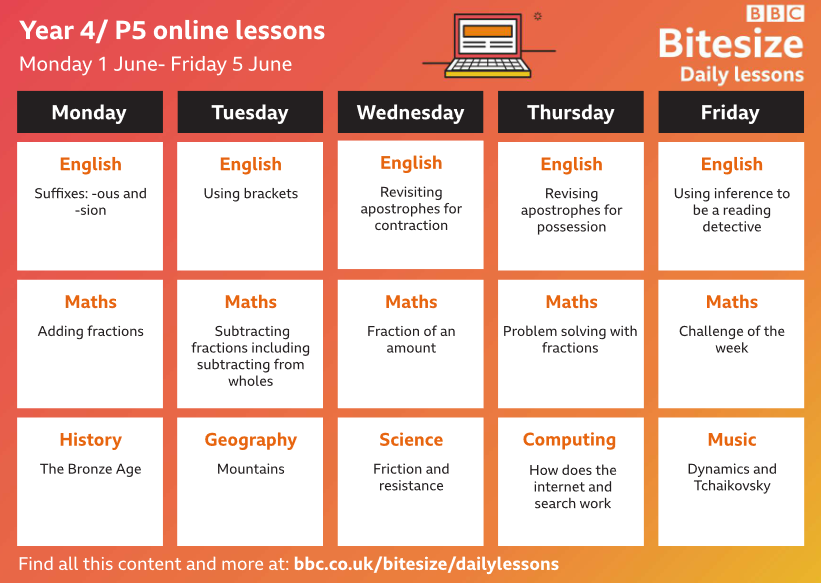 Year 4/ P5 online lessons
Monday 1 June- Friday 5 June
BBC
Bitesize
Daily lessons
Monday
Tuesday
Wednesday
Thursday
Friday
English
Suffixes: -ous and
-sion
English
Using brackets
English
Revisiting
apostrophes for
contraction
English
Revising
apostrophes for
possession
English
Using inference to
be a reading
detective
Maths
Adding fractions
Maths
Subtracting
fractions including
subtracting from
wholes
Maths
Fraction of an
amount
Maths
Problem solving with
fractions
Maths
Challenge of the
week
History
The Bronze Age
Geography
Mountains
Science
Friction and
resistance
Computing
How does the
internet and
search work
Music
Dynamics and
Tchaikovsky
Find all this content and more at: bbc.co.uk/bitesize/dailylessons